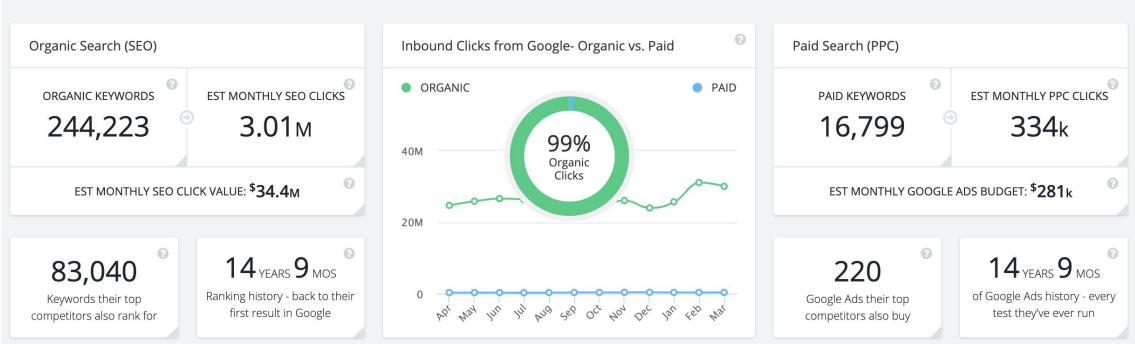 Organic Search (SEO)
ORGANIC KEYWORDS
244,223
EST MONTHLY SEO CLICKS
3.01M
EST MONTHLY SEO CLICK VALUE: $34.4M
83,040
Keywords their top
competitors also rank for
14 YEARS 9 MOS
Ranking history - back to their
first result in Google
Inbound Clicks from Google- Organic vs. Paid
ORGANIC
PAID
99%
Organic
Clicks
40M
20M
0
Apr May Jun Jul Aug Sep Oct Nov Dec Jan Feb Mar
Paid Search (PPC)
PAID KEYWORDS
16,799
EST MONTHLY PPC CLICKS
334k
EST MONTHLY GOOGLE ADS BUDGET: $281k
220
Google Ads their top
competitors also buy
14 YEARS 9 MOS
of Google Ads history - every
test they've ever run